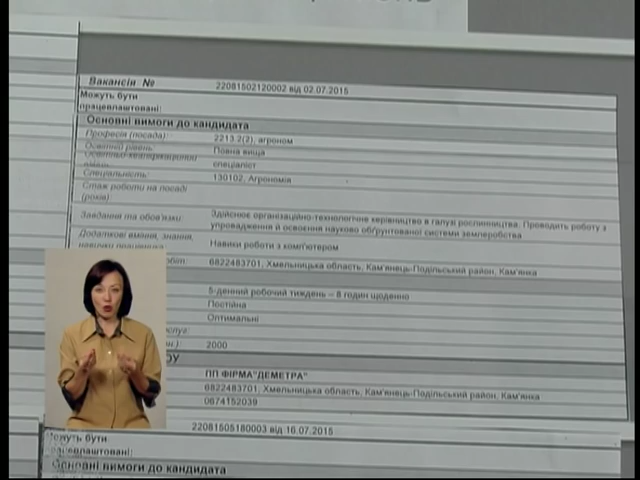 Вакансія № 22081502120002 від 02.07.2015
Можуть бути
працевлаштовані:
Основні вимоги до кандидата
Професія (посада): 2213.2(2), агроном
Освітній рівень: Повна вища
Освітньо-кваліфікаційний спеціаліст
Спеціальність: 130102, Агрономія
Стаж роботи на посаді
(років)
Завдання та обов'язки: Здійснює організаційно-технологічне керівництво в галузі рослинництва. Проводить роботу з
упровадження й освоєння науково обґрунтованої системи землеробства
Додаткові вміння, знання,
Навики роботи з комп'ютером
6822483701, Хмельницька область, Кам'янець-Подільський район, Кам'янка
5-денний робочий тиждень – 8 годин щоденно
Постійна
Оптимальні
2000
ПП ФІРМА"ДЕМЕТРА"
6822483701, Хмельницька область, Кам'янець-Подільський район, Кам'янка
0674152039
22081505180003 від 16.07.2015
Можуть бути
Основні вимоги до кандидата